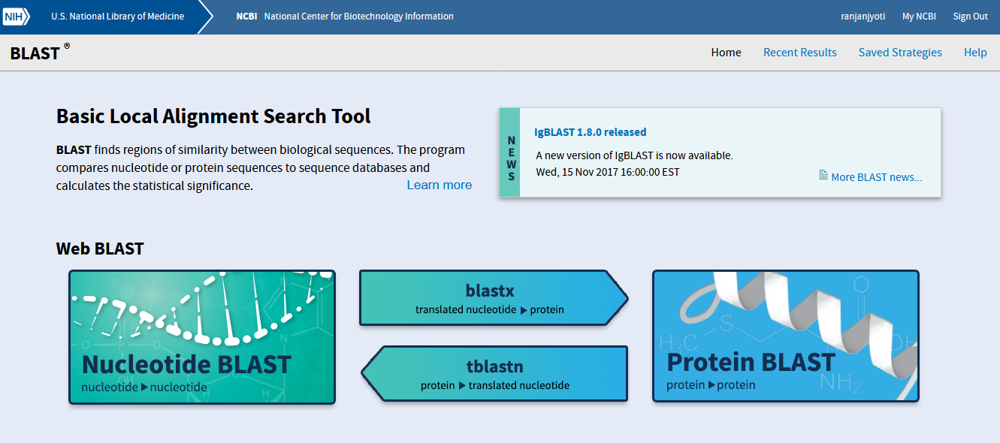 NIH U.S. National Library of Medicine NCBI National Center for Biotechnology Information ranjanjyoti My NCBI Sign Out
BLAST ® Home Recent Results Saved Strategies Help
Basic Local Alignment Search Tool
BLAST finds regions of similarity between biological sequences. The program
compares nucleotide or protein sequences to sequence databases and
calculates the statistical significance. Learn more
NEWS
IgBLAST 1.8.0 released
A new version of IgBLAST is now available.
Wed, 15 Nov 2017 16:00:00 EST
More BLAST news...
Web BLAST
O P O
N
OH
H
H
Nucleotide BLAST
nucleotide ▶ nucleotide
blastx
translated nucleotide ▶ protein
tblastn
protein ▶ translated nucleotide
O
S
H₃C
OH
NH₂
Protein BLAST
protein ▶ protein